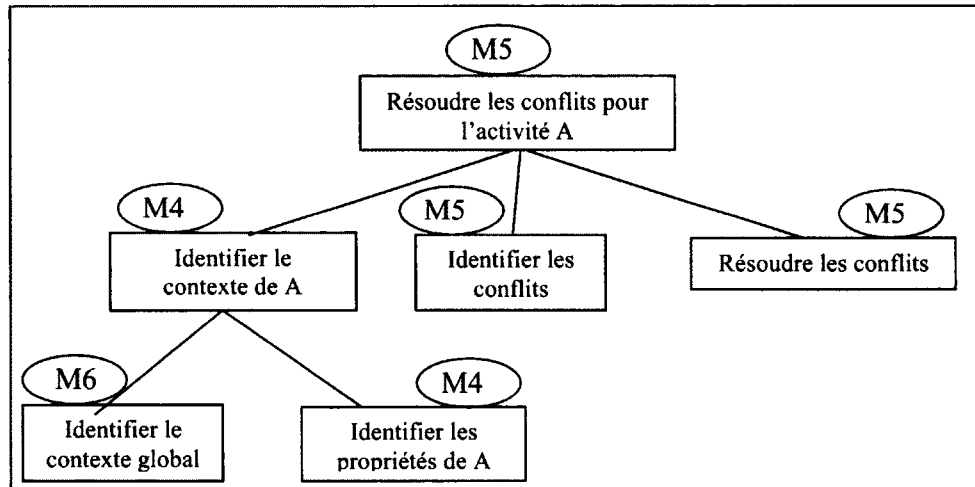 M5
Résoudre les conflits pour
l'activité A
M4
Identifier le
contexte de A
M5
Identifier les
conflits
M5
Résoudre les conflits
M6
Identifier le
contexte global
M4
Identifier les
propriétés de A